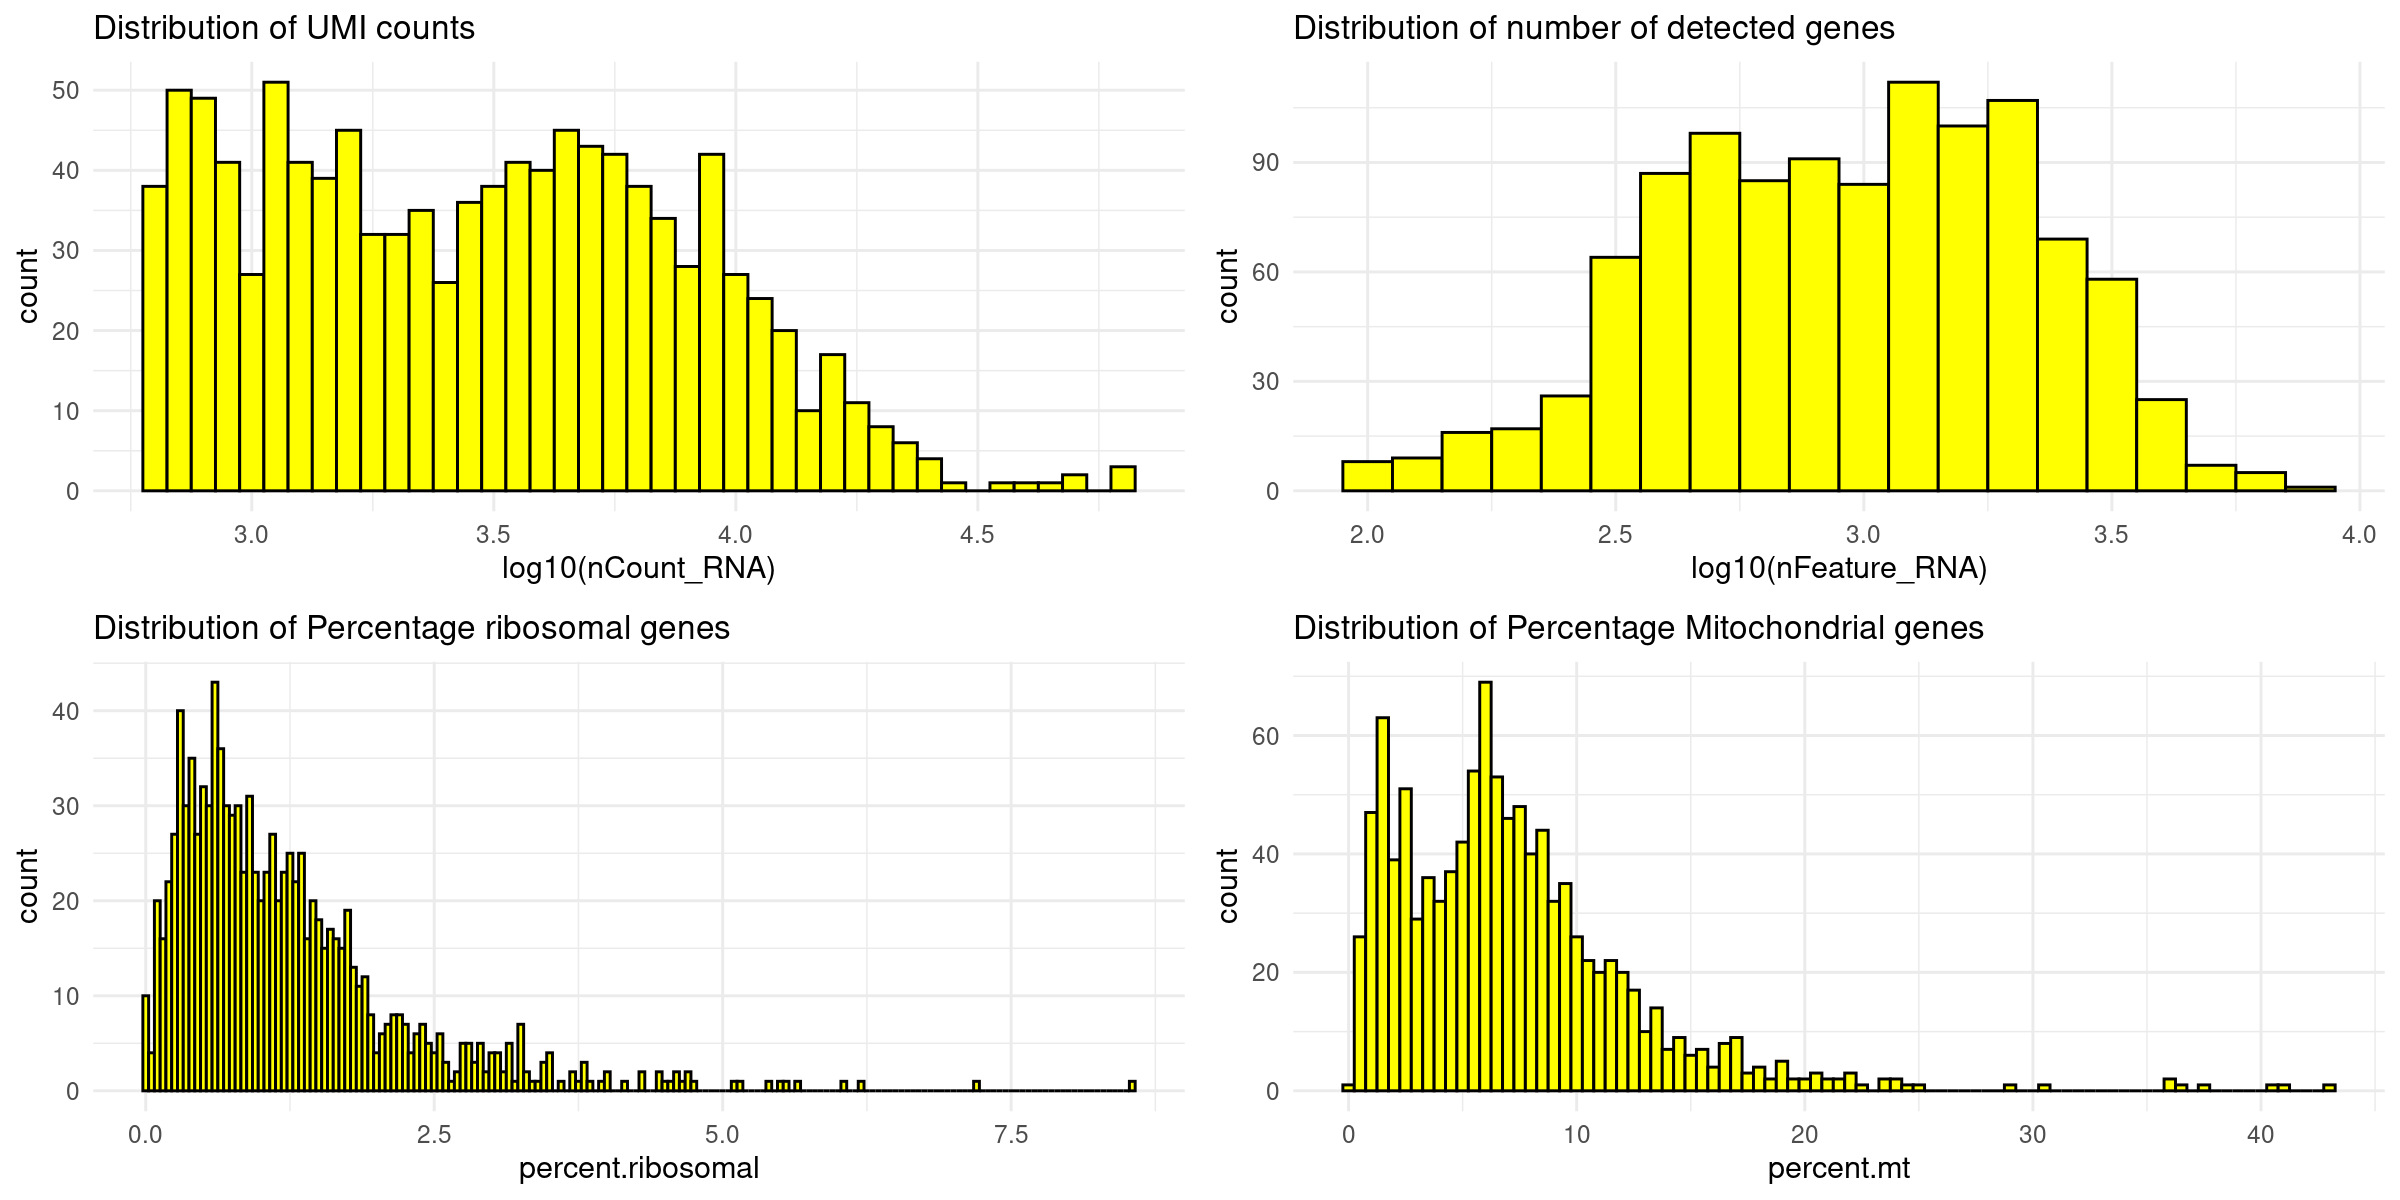 Distribution of UMI counts
50
40
30
20
10
0
count
3.0 3.5 4.0 4.5
log10(nCount_RNA)
Distribution of number of detected genes
90
60
30
0
count
2.0 2.5 3.0 3.5 4.0
log10(nFeature_RNA)
Distribution of Percentage ribosomal genes
40
30
20
10
0
count
0.0 2.5 5.0 7.5
percent.ribosomal
Distribution of Percentage Mitochondrial genes
60
40
20
0
count
0 10 20 30 40
percent.mt